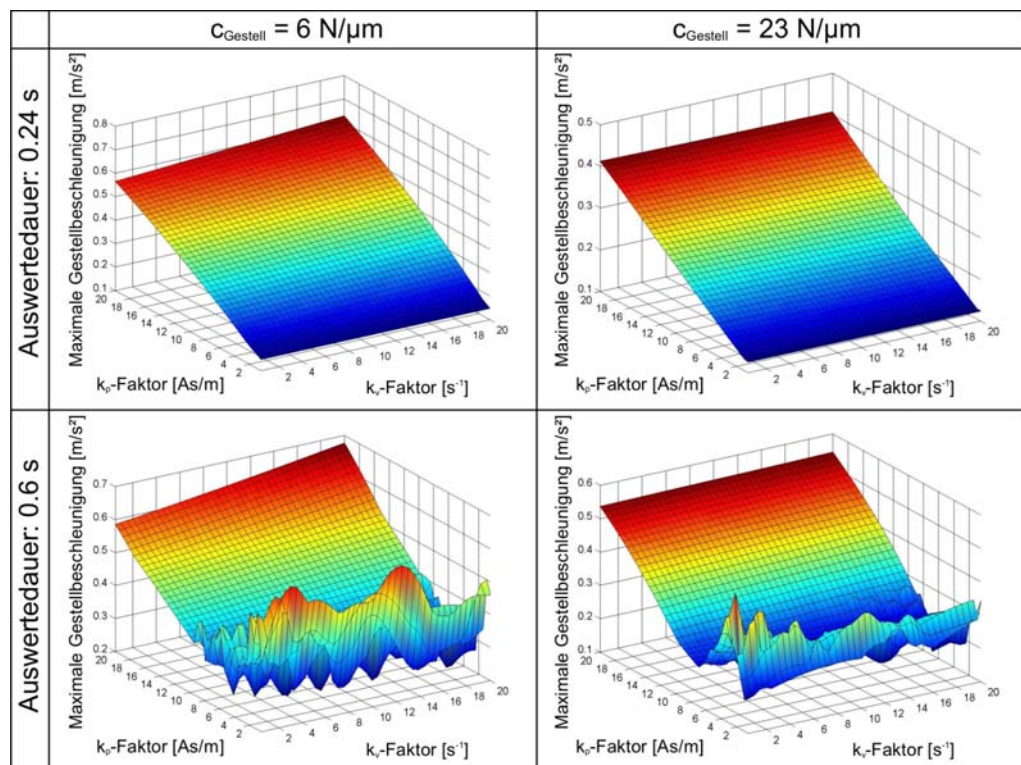 c_Gestell = 6 N/µm
c_Gestell = 23 N/µm
Auswertedauer: 0.24 s
Maximale Gestellbeschleunigung [m/s²]
0.8
0.7
0.6
0.5
0.4
0.3
0.2
0.1
20 18 16 14 12 10 8 6 4 2
2 4 6 8 10 12 14 16 18 20
kₚ-Faktor [As/m]
kᵥ-Faktor [s⁻¹]
Maximale Gestellbeschleunigung [m/s²]
0.5
0.4
0.3
0.2
0.1
20 18 16 14 12 10 8 6 4 2
2 4 6 8 10 12 14 16 18 20
kₚ-Faktor [As/m]
kᵥ-Faktor [s⁻¹]
Auswertedauer: 0.6 s
Maximale Gestellbeschleunigung [m/s²]
0.7
0.6
0.5
0.4
0.3
0.2
20 18 16 14 12 10 8 6 4 2
2 4 6 8 10 12 14 16 18 20
kₚ-Faktor [As/m]
kᵥ-Faktor [s⁻¹]
Maximale Gestellbeschleunigung [m/s²]
0.6
0.5
0.4
0.3
0.2
0.1
20 18 16 14 12 10 8 6 4 2
2 4 6 8 10 12 14 16 18 20
kₚ-Faktor [As/m]
kᵥ-Faktor [s⁻¹]